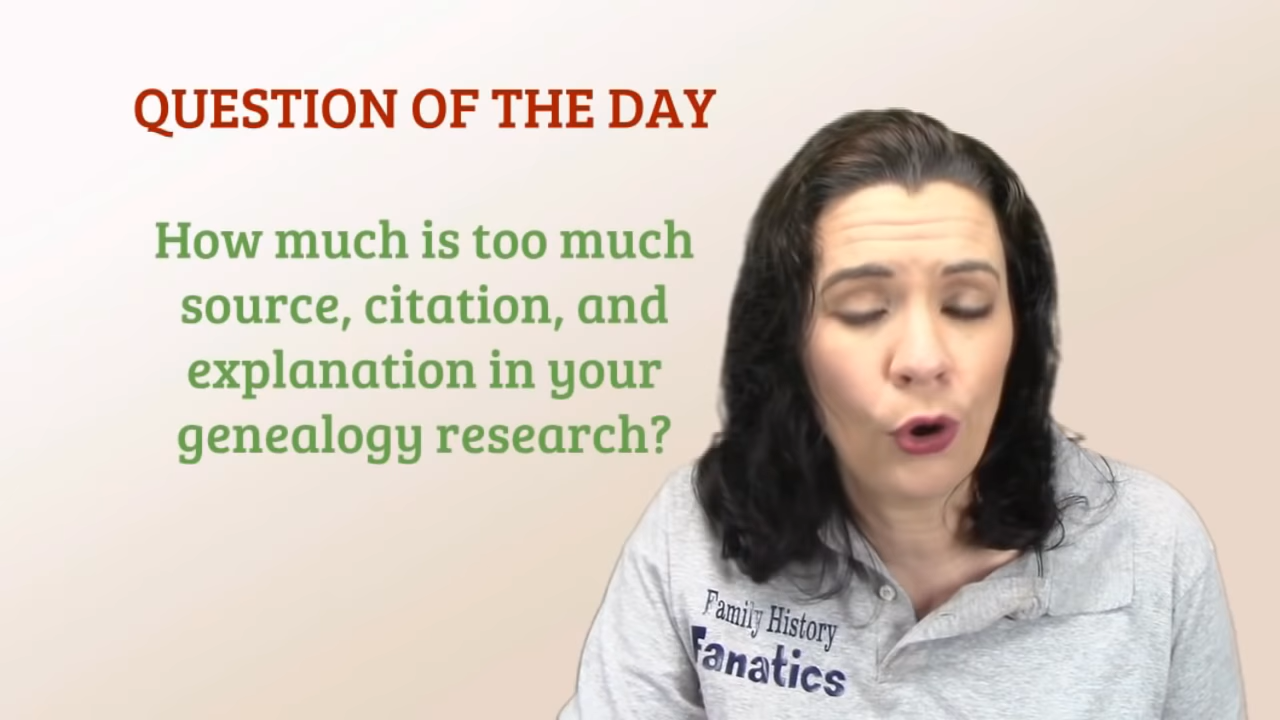 QUESTION OF THE DAY
How much is too much
source, citation, and
explanation in your
genealogy research?
Family History
Fanatics